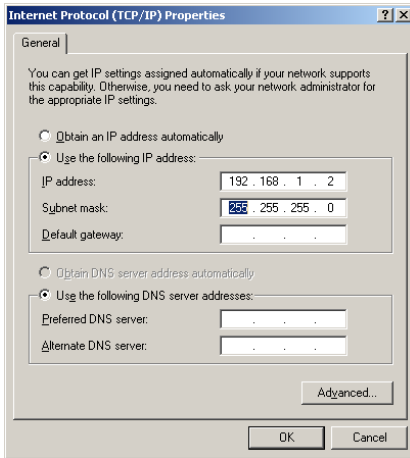 Internet Protocol (TCP/IP) Properties
General
You can get IP settings assigned automatically if your network supports
this capability. Otherwise, you need to ask your network administrator for
the appropriate IP settings.
Obtain an IP address automatically
Use the following IP address:
IP address: 192 . 168 . 1 . 2
Subnet mask: 255 . 255 . 255 . 0
Default gateway: . . .
Obtain DNS server address automatically
Use the following DNS server addresses:
Preferred DNS server: . . .
Alternate DNS server: . . .
Advanced...
OK Cancel